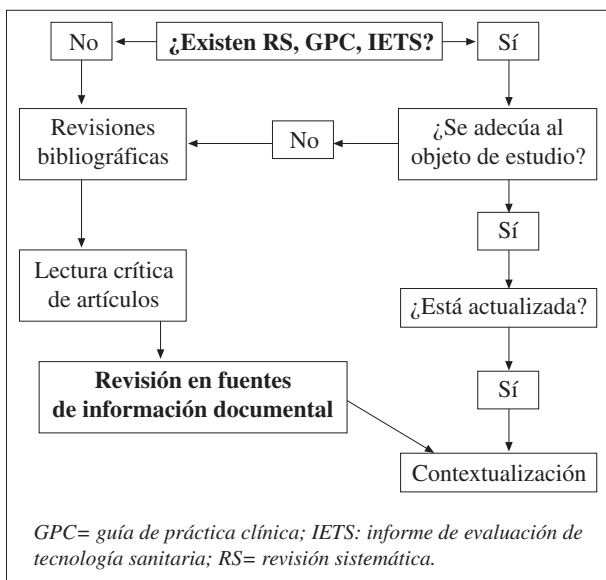 No
¿Existen RS, GPC, IETS?
Sí
Revisiones
bibliográficas
No
¿Se adecúa al
objeto de estudio?
Sí
Lectura crítica
de artículos
¿Está actualizada?
Revisión en fuentes
de información documental
Sí
Contextualización
GPC= guía de práctica clínica; IETS: informe de evaluación de
tecnología sanitaria; RS= revisión sistemática.